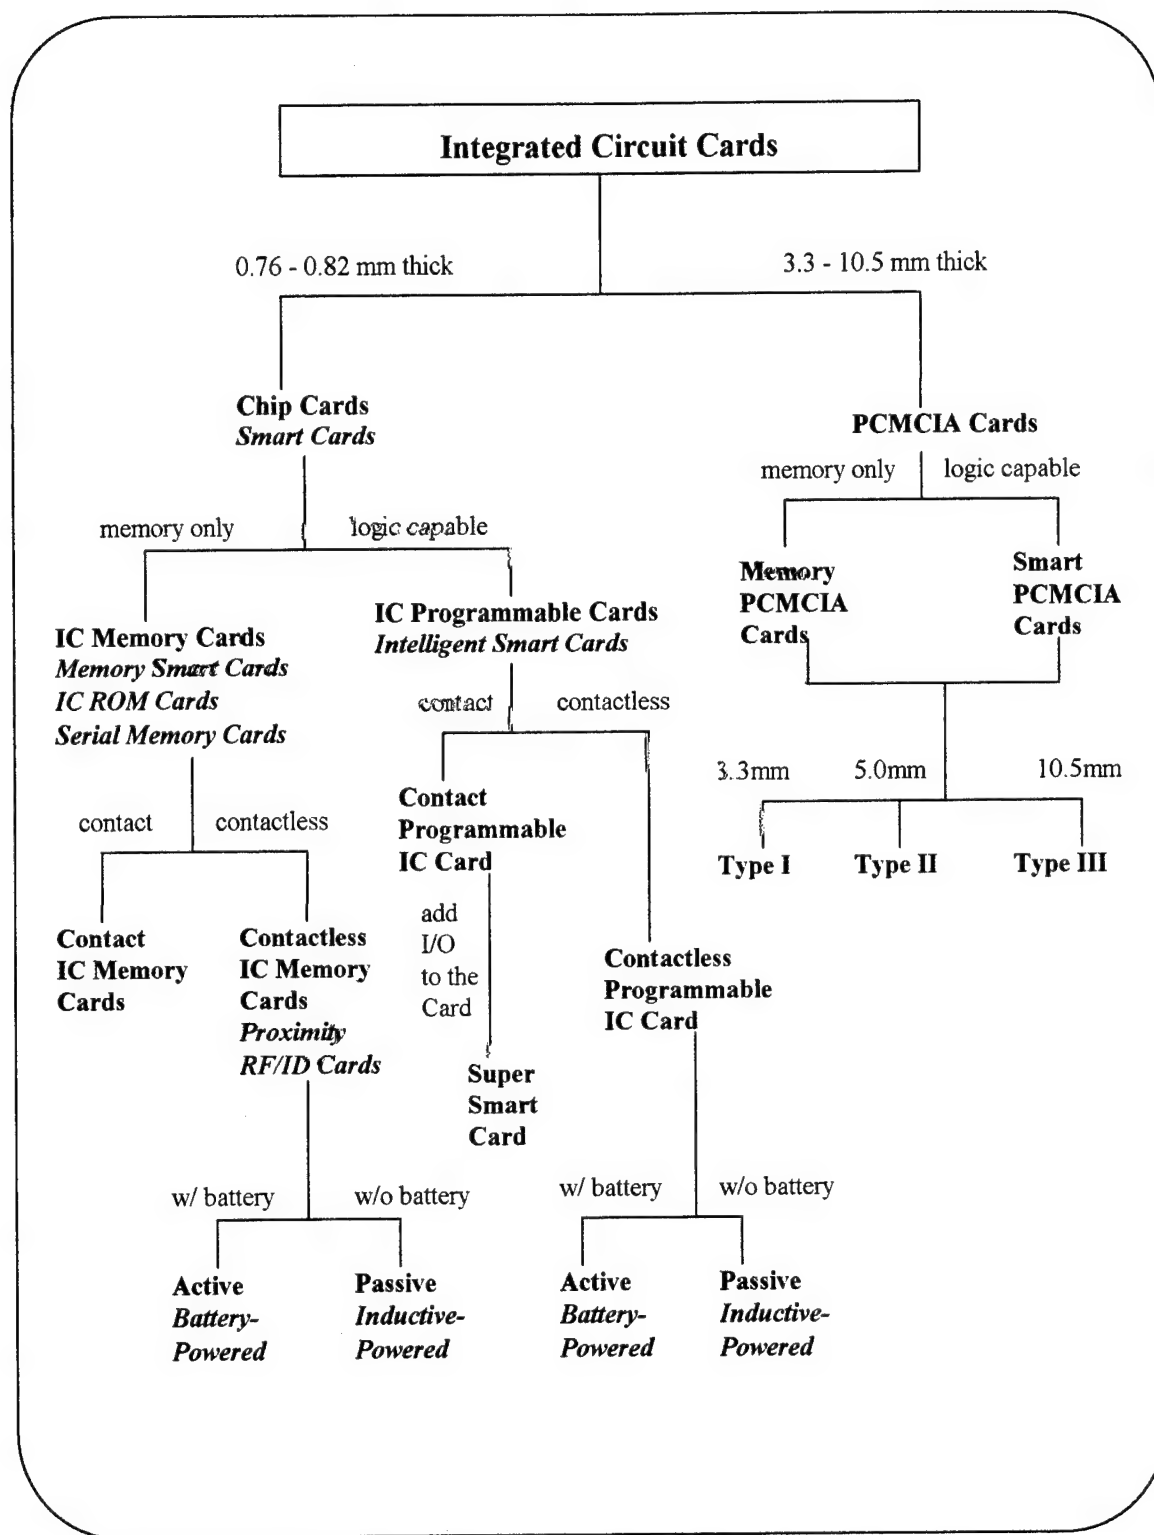 Integrated Circuit Cards
0.76 - 0.82 mm thick
3.3 - 10.5 mm thick
Chip Cards
Smart Cards
PCMCIA Cards
memory only
logic capable
memory only
logic capable
Memory
PCMCIA
Cards
Smart
PCMCIA
Cards
IC Memory Cards
Memory Smart Cards
IC ROM Cards
Serial Memory Cards
IC Programmable Cards
Intelligent Smart Cards
contact
contactless
3.3mm
5.0mm
10.5mm
Type I
Type II
Type III
contact
contactless
Contact
Programmable
IC Card
Contact
IC Memory
Cards
Contactless
IC Memory
Cards
Proximity
RF/ID Cards
add
I/O
to the
Card
Super
Smart
Card
Contactless
Programmable
IC Card
w/ battery
w/o battery
w/ battery
w/o battery
Active
Battery-
Powered
Passive
Inductive-
Powered
Active
Battery-
Powered
Passive
Inductive-
Powered